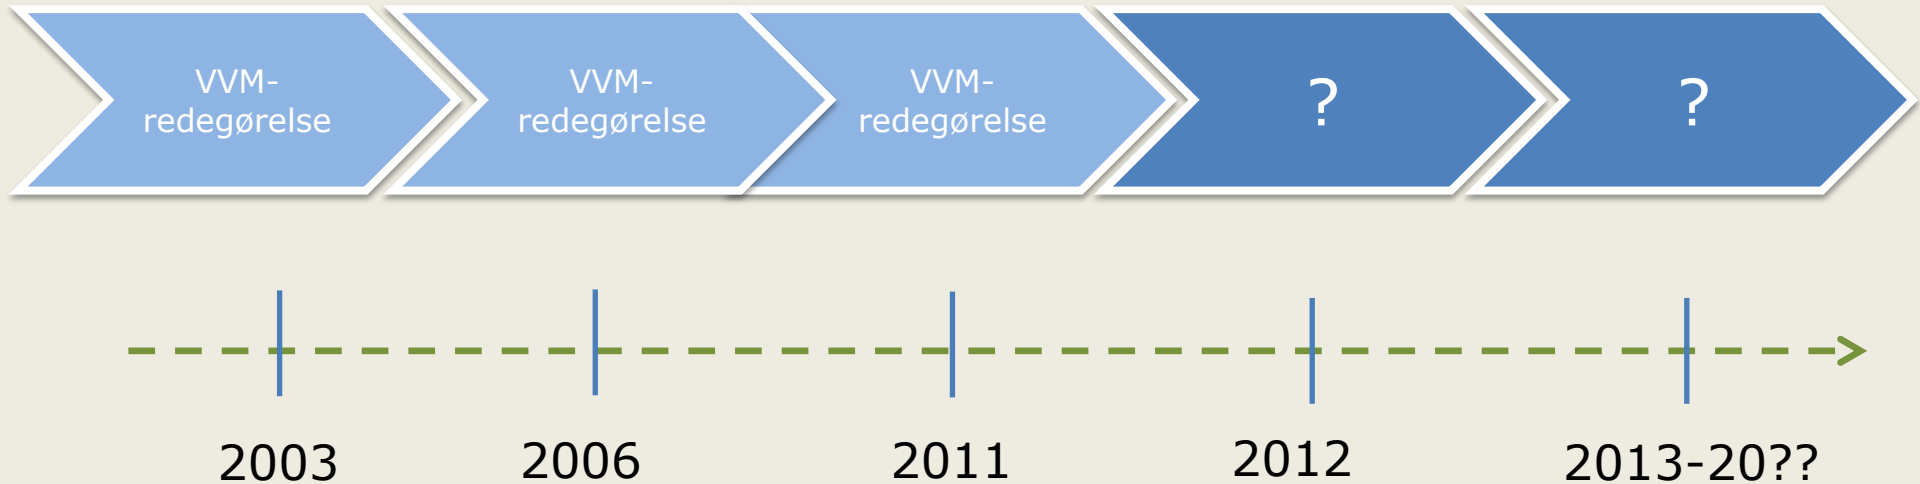 VVM-
redegørelse
VVM-
redegørelse
VVM-
redegørelse
?
?
2003
2006
2011
2012
2013-20??